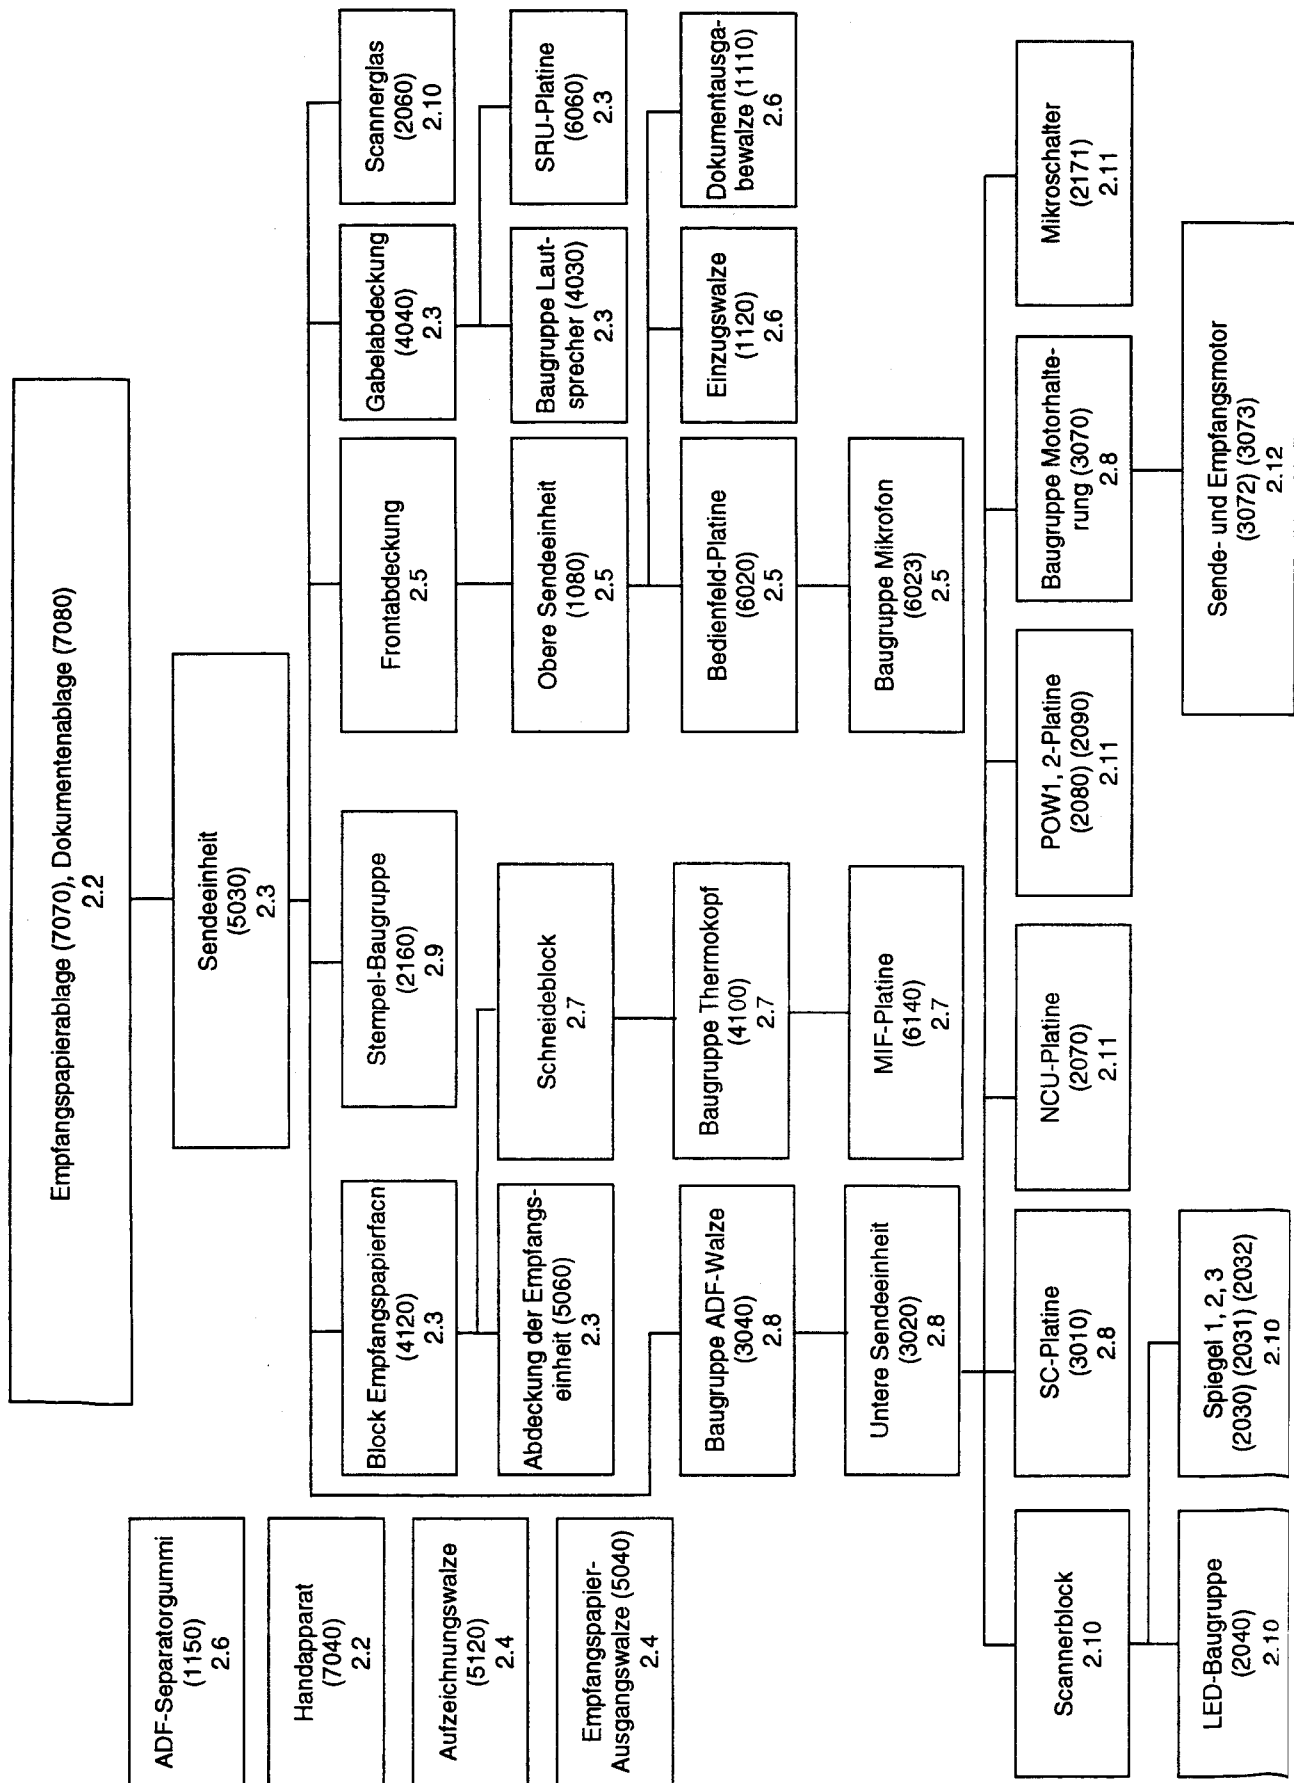 Empfangspapierablage (7070), Dokumentenablage (7080)
2.2
Sendeeinheit
(5030)
2.3
ADF-Separatorgummi
(1150)
2.6
Handapparat
(7040)
2.2
Aufzeichnungswalze
(5120)
2.4
Empfangspapier-
Ausgangswalze (5040)
2.4
Block Empfangspapierfach
(4120)
2.3
Stempel-Baugruppe
(2160)
2.9
Frontabdeckung
2.5
Gabelabdeckung
(4040)
2.3
Scannerglas
(2060)
2.10
Abdeckung der Empfangs-
einheit (5060)
2.3
Schneideblock
2.7
Obere Sendeeinheit
(1080)
2.5
Baugruppe Laut-
sprecher (4030)
2.3
SRU-Platine
(6060)
2.3
Baugruppe ADF-Walze
(3040)
2.8
Baugruppe Thermokopf
(4100)
2.7
Bedienfeld-Platine
(6020)
2.5
Einzugswalze
(1120)
2.6
Dokumentausga-
bewalze (1110)
2.6
Untere Sendeeinheit
(3020)
2.8
MIF-Platine
(6140)
2.7
Baugruppe Mikrofon
(6023)
2.5
Scannerblock
2.10
SC-Platine
(3010)
2.8
NCU-Platine
(2070)
2.11
POW1, 2-Platine
(2080) (2090)
2.11
Baugruppe Motorhalte-
rung (3070)
2.8
Mikroschalter
(2171)
2.11
LED-Baugruppe
(2040)
2.10
Spiegel 1, 2, 3
(2030) (2031) (2032)
2.10
Sende- und Empfangsmotor
(3072) (3073)
2.12